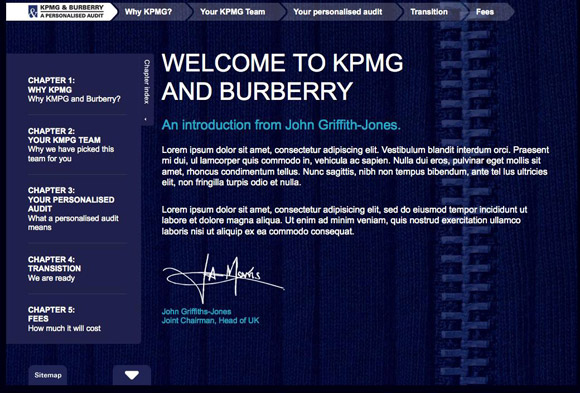 KPMG & BURBERRY
A PERSONALISED AUDIT
Why KPMG?
Your KPMG Team
Your personalised audit
Transition
Fees
Chapter index
CHAPTER 1:
WHY KPMG
Why KMPG and Burberry?
CHAPTER 2:
YOUR KPMG TEAM
Why we have picked this
team for you
CHAPTER 3:
YOUR PERSONALISED
AUDIT
What a personalised audit
means
CHAPTER 4:
TRANSISTION
We are ready
CHAPTER 5:
FEES
How much it will cost
WELCOME TO KPMG
AND BURBERRY
An introduction from John Griffith-Jones.
Lorem ipsum dolor sit amet, consectetur adipiscing elit. Vestibulum blandit interdum orci. Praesent
mi dui, ul lamcorper quis commodo in, vehicula ac sapien. Nulla dui eros, pulvinar eget mollis sit
amet, rhoncus condimentum tellus. Nunc sagittis, nibh non tempus bibendum, ante tel lus ultricies
elit, non fringilla turpis odio et nulla.
Lorem ipsum dolor sit amet, consectetur adipisicing elit, sed do eiusmod tempor incididunt ut
labore et dolore magna aliqua. Ut enim ad minim veniam, quis nostrud exercitation ullamco
laboris nisi ut aliquip ex ea commodo consequat.
John Griffiths-Jones
Joint Chairman, Head of UK
Sitemap